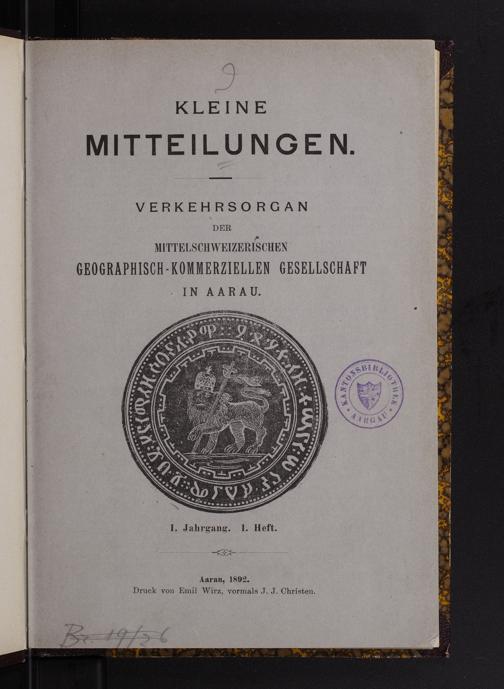 9
KLEINE
MITTEILUNGEN.
VERKEHRSORGAN
DER
MITTELSCHWEIZERISCHEN
GEOGRAPHISCH-KOMMERZIELLEN GESELLSCHAFT
IN AARAU.
KANTONSBIBLIOTHEK
AARGAU
I. Jahrgang. 1. Heft.
Aarau, 1892.
Druck von Emil Wirz, vormals J. J. Christen.